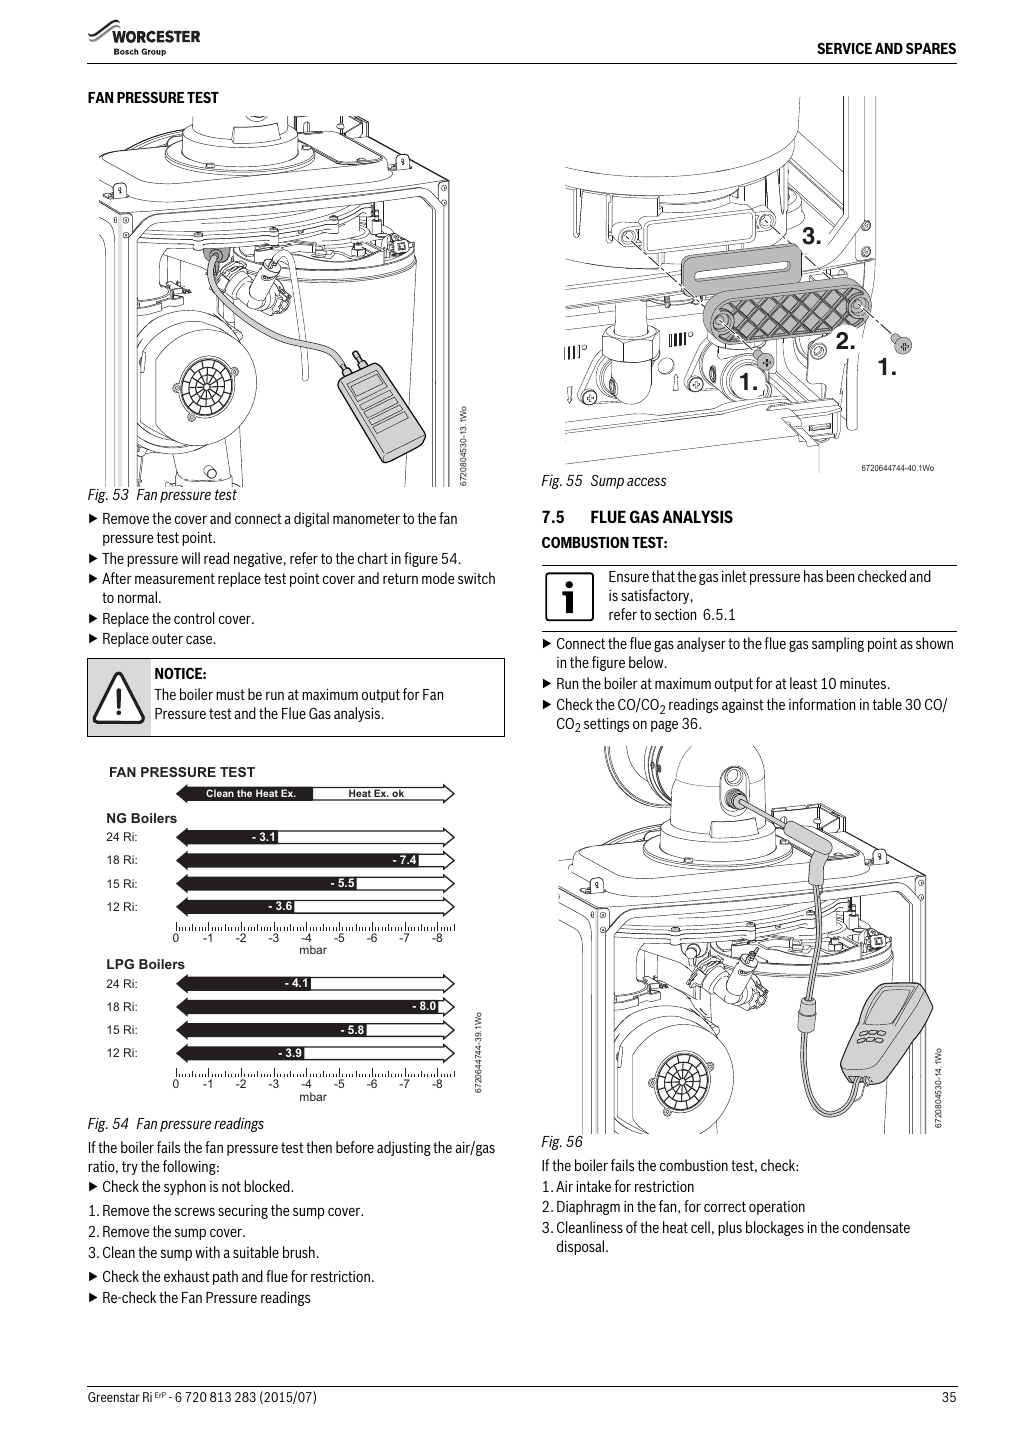 WORCESTER
Bosch Group
SERVICE AND SPARES
FAN PRESSURE TEST
6720804530-13.1Wo
Fig. 53 Fan pressure test
Remove the cover and connect a digital manometer to the fan
pressure test point.
The pressure will read negative, refer to the chart in figure 54.
After measurement replace test point cover and return mode switch
to normal.
Replace the control cover.
Replace outer case.
NOTICE:
The boiler must be run at maximum output for Fan
Pressure test and the Flue Gas analysis.
FAN PRESSURE TEST
Clean the Heat Ex. Heat Ex. ok
NG Boilers
24 Ri: - 3.1
18 Ri: - 7.4
15 Ri: - 5.5
12 Ri: - 3.6
0 -1 -2 -3 -4 -5 -6 -7 -8
mbar
LPG Boilers
24 Ri: - 4.1
18 Ri: - 8.0
15 Ri: - 5.8
12 Ri: - 3.9
0 -1 -2 -3 -4 -5 -6 -7 -8
mbar
6720644744-39.1Wo
Fig. 54 Fan pressure readings
If the boiler fails the fan pressure test then before adjusting the air/gas
ratio, try the following:
Check the syphon is not blocked.
1. Remove the screws securing the sump cover.
2. Remove the sump cover.
3. Clean the sump with a suitable brush.
Check the exhaust path and flue for restriction.
Re-check the Fan Pressure readings
3.
2.
1.
1.
6720644744-40.1Wo
Fig. 55 Sump access
7.5 FLUE GAS ANALYSIS
COMBUSTION TEST:
Ensure that the gas inlet pressure has been checked and
is satisfactory,
refer to section 6.5.1
Connect the flue gas analyser to the flue gas sampling point as shown
in the figure below.
Run the boiler at maximum output for at least 10 minutes.
Check the CO/CO2 readings against the information in table 30 CO/
CO2 settings on page 36.
6720804530-14.1Wo
Fig. 56
If the boiler fails the combustion test, check:
1. Air intake for restriction
2. Diaphragm in the fan, for correct operation
3. Cleanliness of the heat cell, plus blockages in the condensate
disposal.
Greenstar Ri ErP - 6 720 813 283 (2015/07)
35